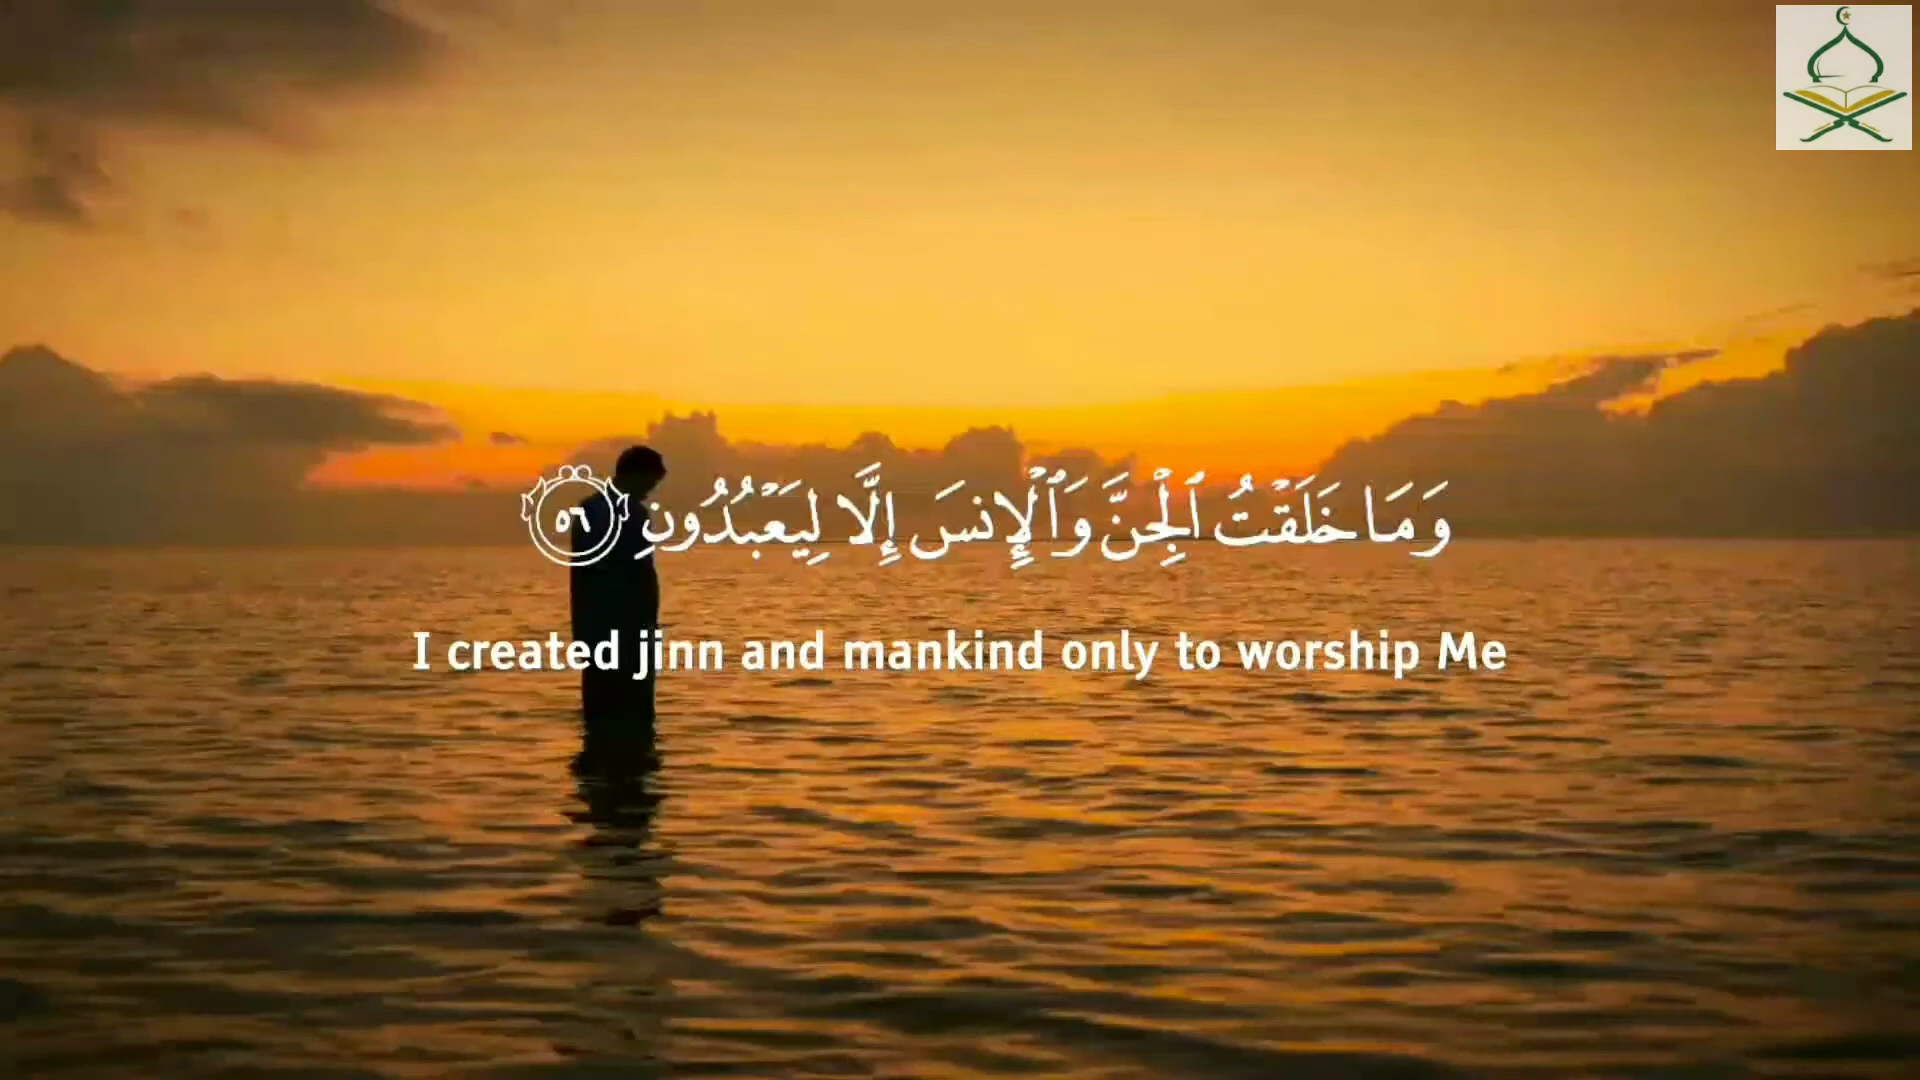 وَمَا خَلَقْتُ ٱلْجِنَّ وَٱلْإِنسَ إِلَّا لِيَعْبُدُونِ ٥٦
I created jinn and mankind only to worship Me